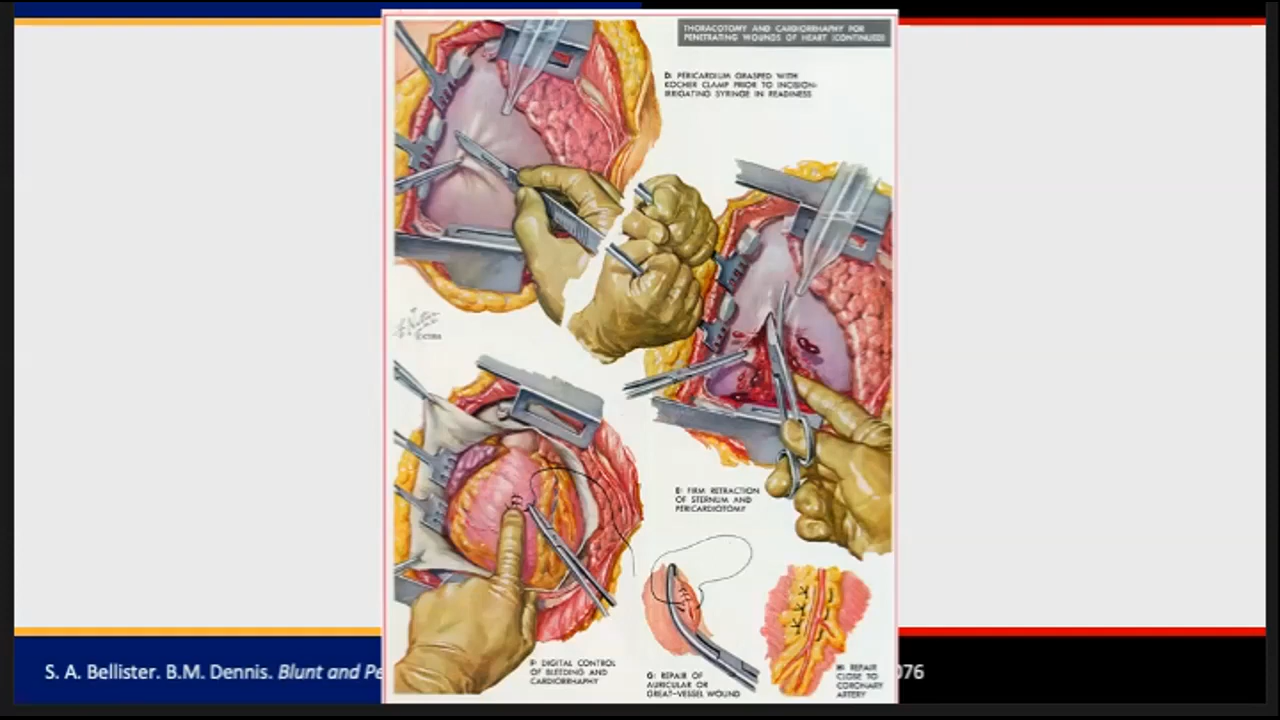 THORACOTOMY AND CARDIORRHAPHY FOR
PENETRATING WOUNDS OF HEART (CONTINUED)
D: PERICARDIUM GRASPED WITH
KOCHER CLAMP PRIOR TO INCISION-
IRRIGATING SYRINGE IN READINESS
E: FIRM RETRACTION
OF STERNUM AND
PERICARDIOTOMY
F: DIGITAL CONTROL
OF BLEEDING AND
CARDIORRHAPHY
G: REPAIR OF
AURICULAR OR
GREAT-VESSEL WOUND
H: REPAIR
CLOSE TO
CORONARY
ARTERY
S. A. Bellister. B.M. Dennis. Blunt and Pe
076